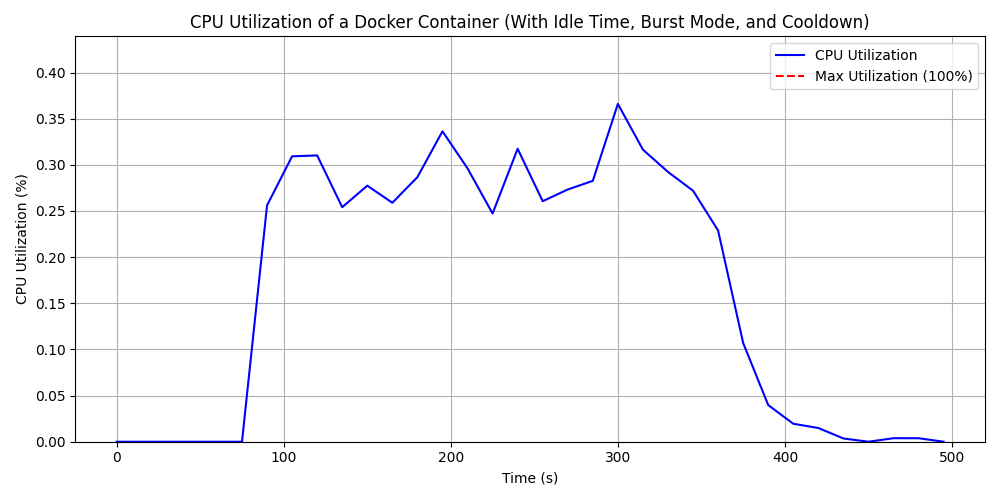 CPU Utilization of a Docker Container (With Idle Time, Burst Mode, and Cooldown)
CPU Utilization
Max Utilization (100%)
CPU Utilization (%)
0.40
0.35
0.30
0.25
0.20
0.15
0.10
0.05
0.00
0 100 200 300 400 500
Time (s)